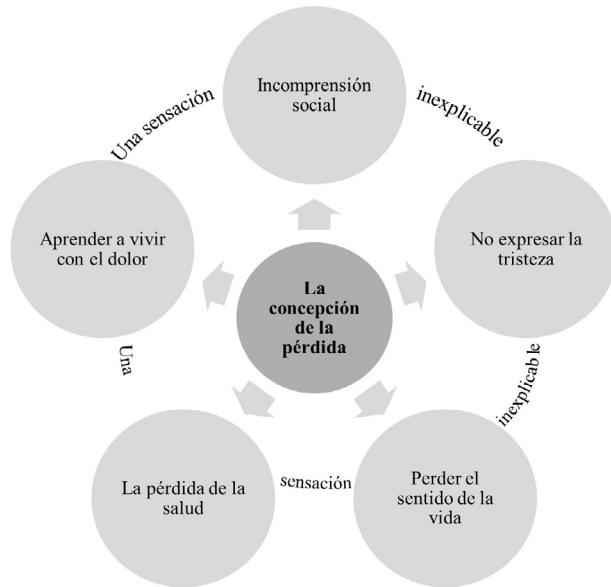 Incomprensión
social
Una sensación
inexplicable
Aprender a vivir
con el dolor
No expresar la
tristeza
La
concepción
de la
pérdida
Una
inexplicable
La pérdida de la
salud
sensación
Perder el
sentido de la
vida